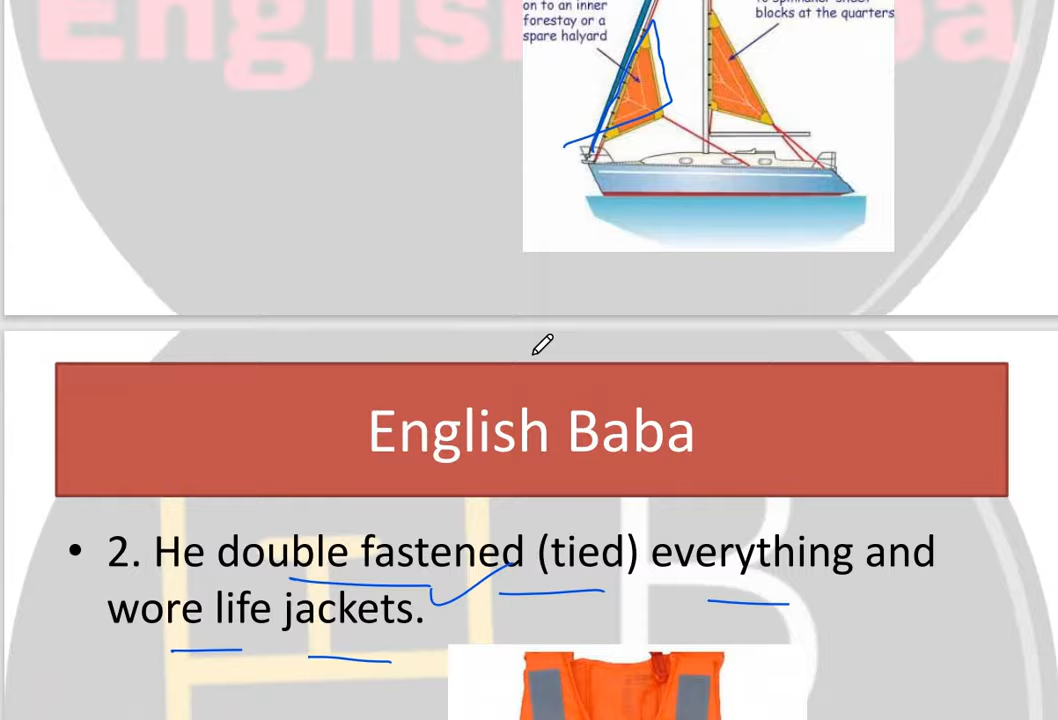 on to an inner
forestay or a
spare halyard
blocks at the quarters
English Baba
• 2. He double fastened (tied) everything and
wore life jackets.